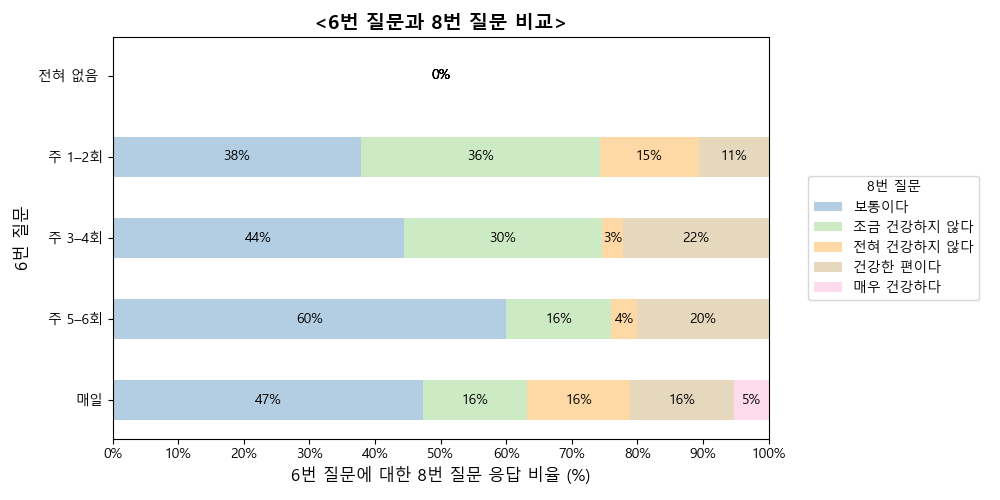 <6번 질문과 8번 질문 비교>
6번 질문
전혀 없음
0%
주 1–2회
38%
36%
15%
11%
주 3–4회
44%
30%
3%
22%
주 5–6회
60%
16%
4%
20%
매일
47%
16%
16%
16%
5%
0%
10%
20%
30%
40%
50%
60%
70%
80%
90%
100%
6번 질문에 대한 8번 질문 응답 비율 (%)
8번 질문
보통이다
조금 건강하지 않다
전혀 건강하지 않다
건강한 편이다
매우 건강하다